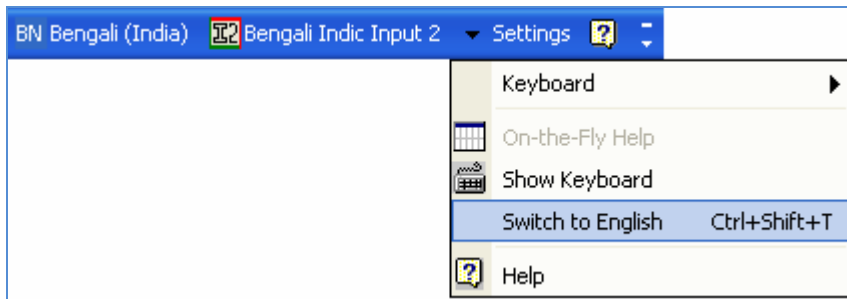 BN Bengali (India) I2 Bengali Indic Input 2 Settings ?
Keyboard
On-the-Fly Help
Show Keyboard
Switch to English Ctrl+Shift+T
? Help